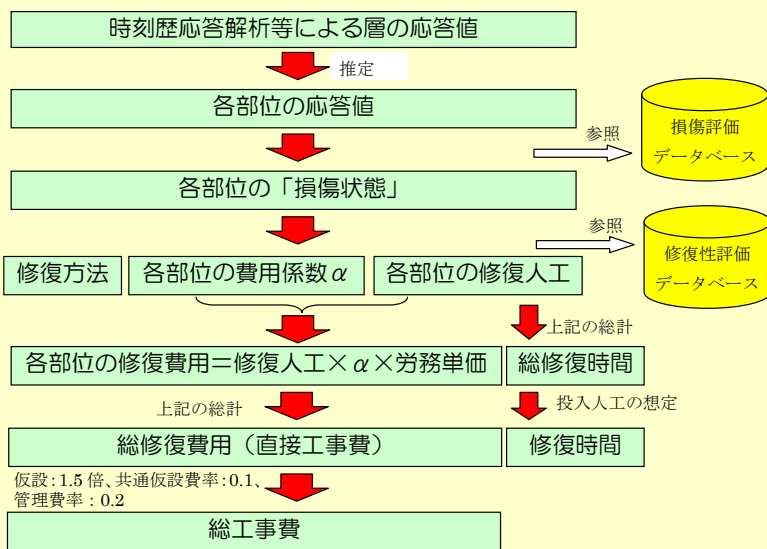 時刻歴応答解析等による層の応答値
推定
各部位の応答値
参照
損傷評価
データベース
各部位の「損傷状態」
参照
修復性評価
データベース
修復方法
各部位の費用係数α
各部位の修復人工
上記の総計
各部位の修復費用＝修復人工×α×労務単価
総修復時間
上記の総計
投入人工の想定
総修復費用（直接工事費）
修復時間
仮設：1.5 倍、共通仮設費率：0.1、
管理費率：0.2
総工事費